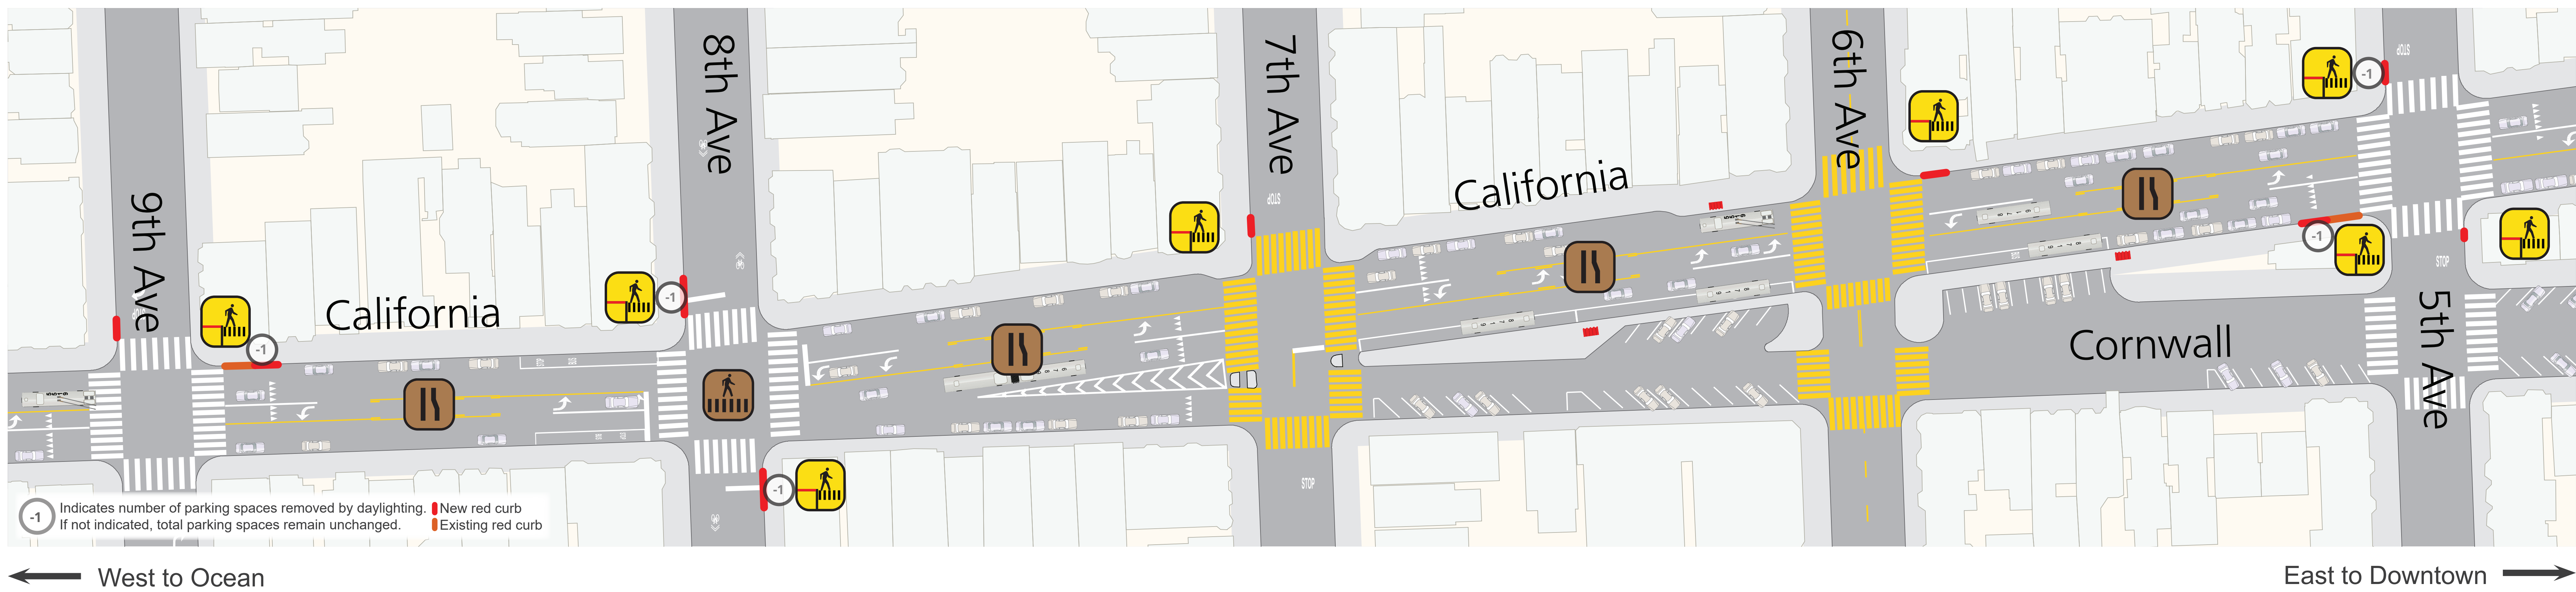 9th Ave
8th Ave
7th Ave
6th Ave
5th Ave
California
California
Cornwall
STOP
STOP
STOP
STOP
-1
-1
-1
-1
-1
-1
Indicates number of parking spaces removed by daylighting.
If not indicated, total parking spaces remain unchanged.
New red curb
Existing red curb
West to Ocean
East to Downtown